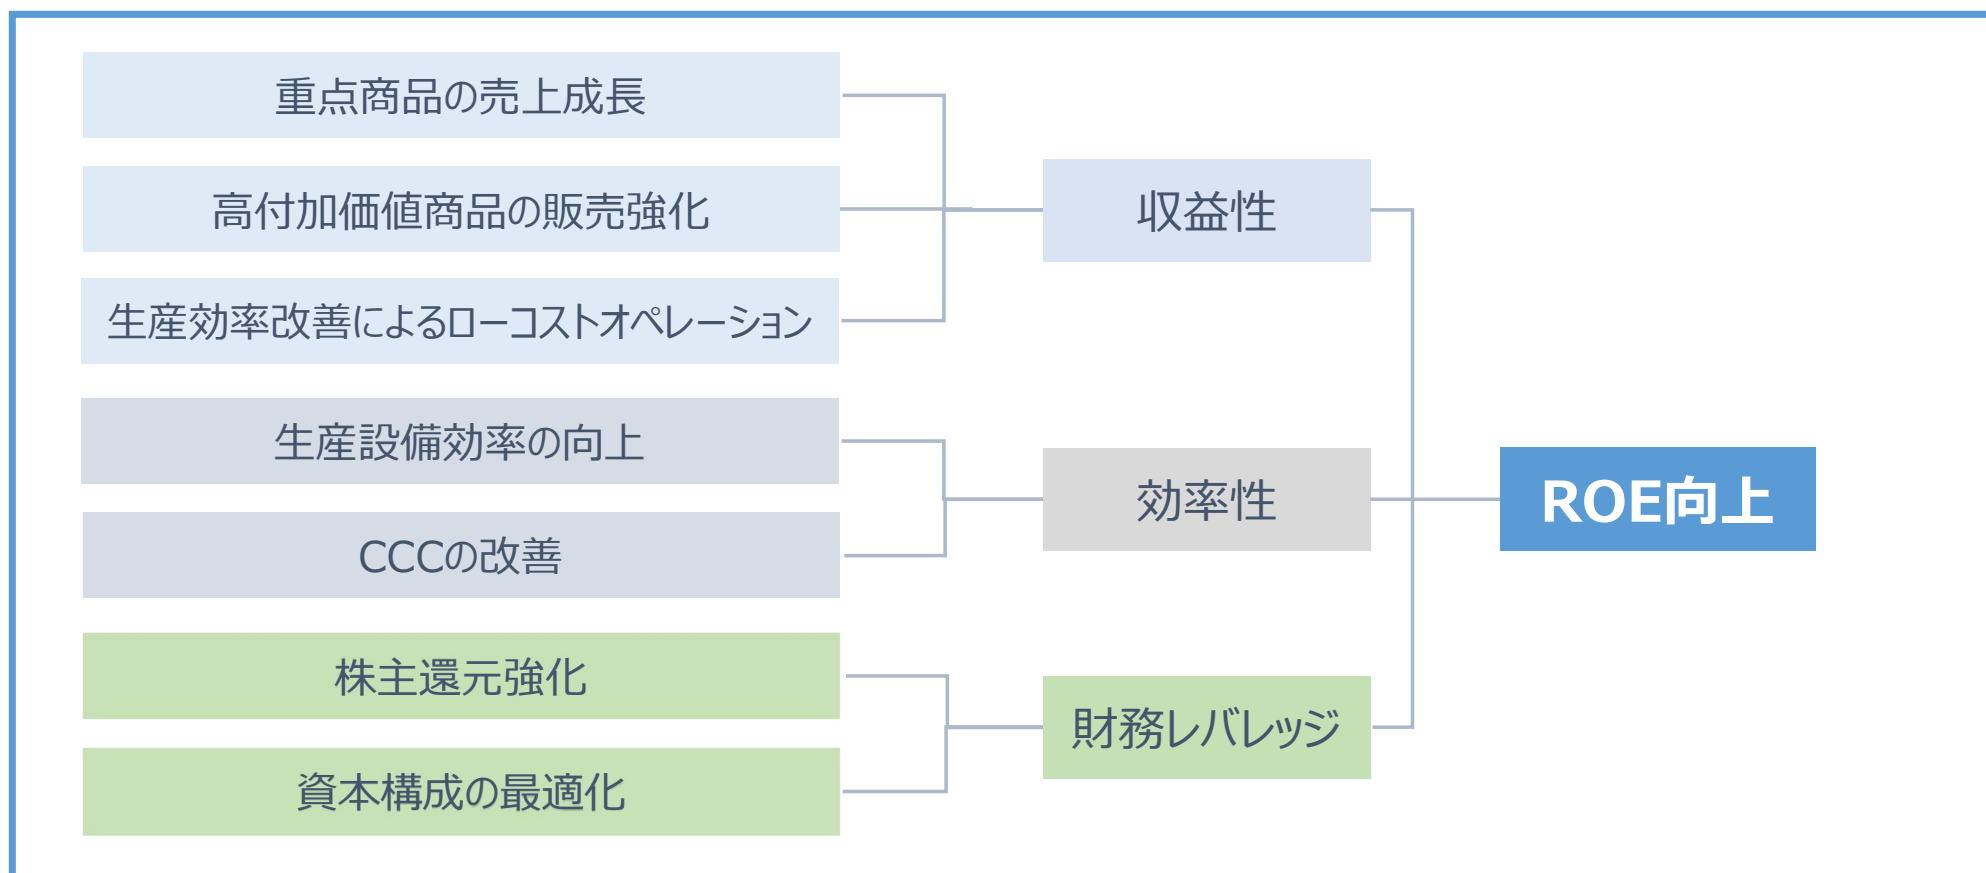 重点商品の売上成長
高付加価値商品の販売強化
生産効率改善によるローコストオペレーション
収益性
生産設備効率の向上
CCCの改善
効率性
株主還元強化
資本構成の最適化
財務レバレッジ
ROE向上